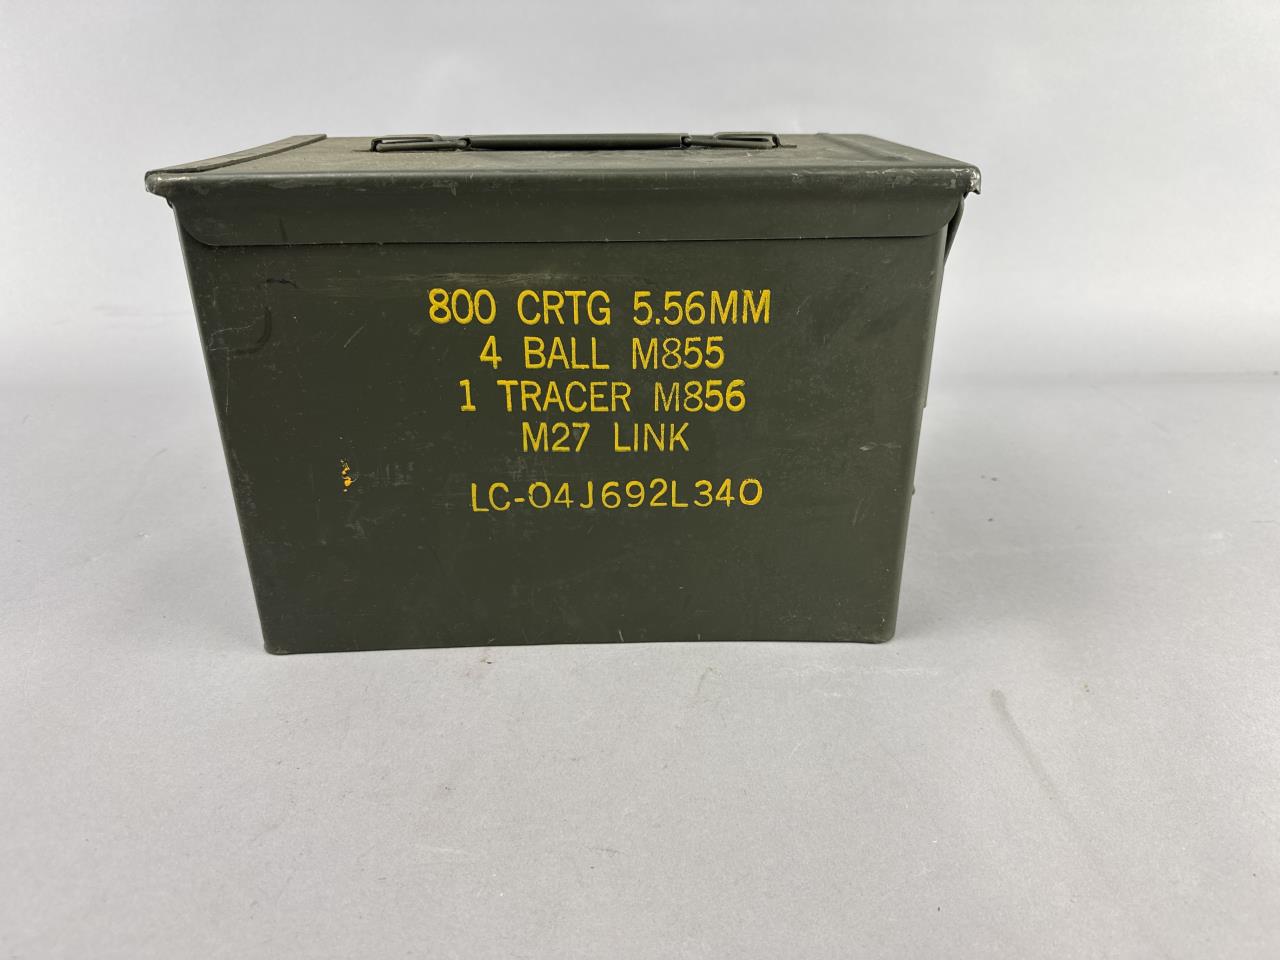 800 CRTG 5.56MM
4 BALL M855
1 TRACER M856
M27 LINK
LC-04J692L340